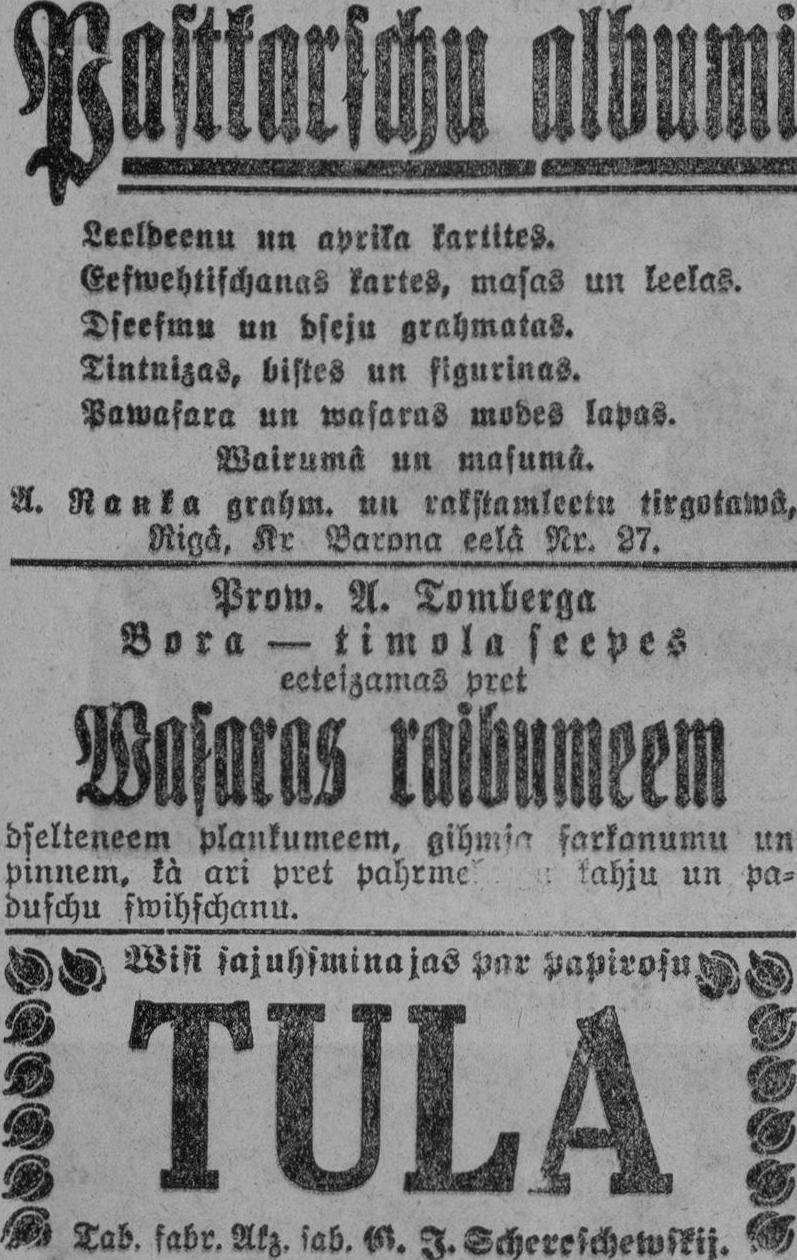 Pastkarschu albumi
Leeldeenu un aprila kartites.
Eeswehtischanas kartes, masas un leelas.
Dseesmu un dseju grahmatas.
Tintnizas, bistes un figurinas.
Pawasara un wasaras modes lapas.
Wairumâ un masumâ.
A. Ranka grahm. un rakstamleetu tirgotawâ,
Rigâ, Kr Barona eelâ Nr. 27.
Prow. A. Tomberga
Bora — timola seepes
eeteizamas pret
Wasaras raibumeem
dselteneem plankumeem, gihmja sarkanumu un
pinnem, kà ari pret pahrme kahju un pa-
duschu swihschanu.
Wisi sajuhsminajas par papirosu
TULA
Tab. fabr. Akz. sab. G. J. Schereschewskij.